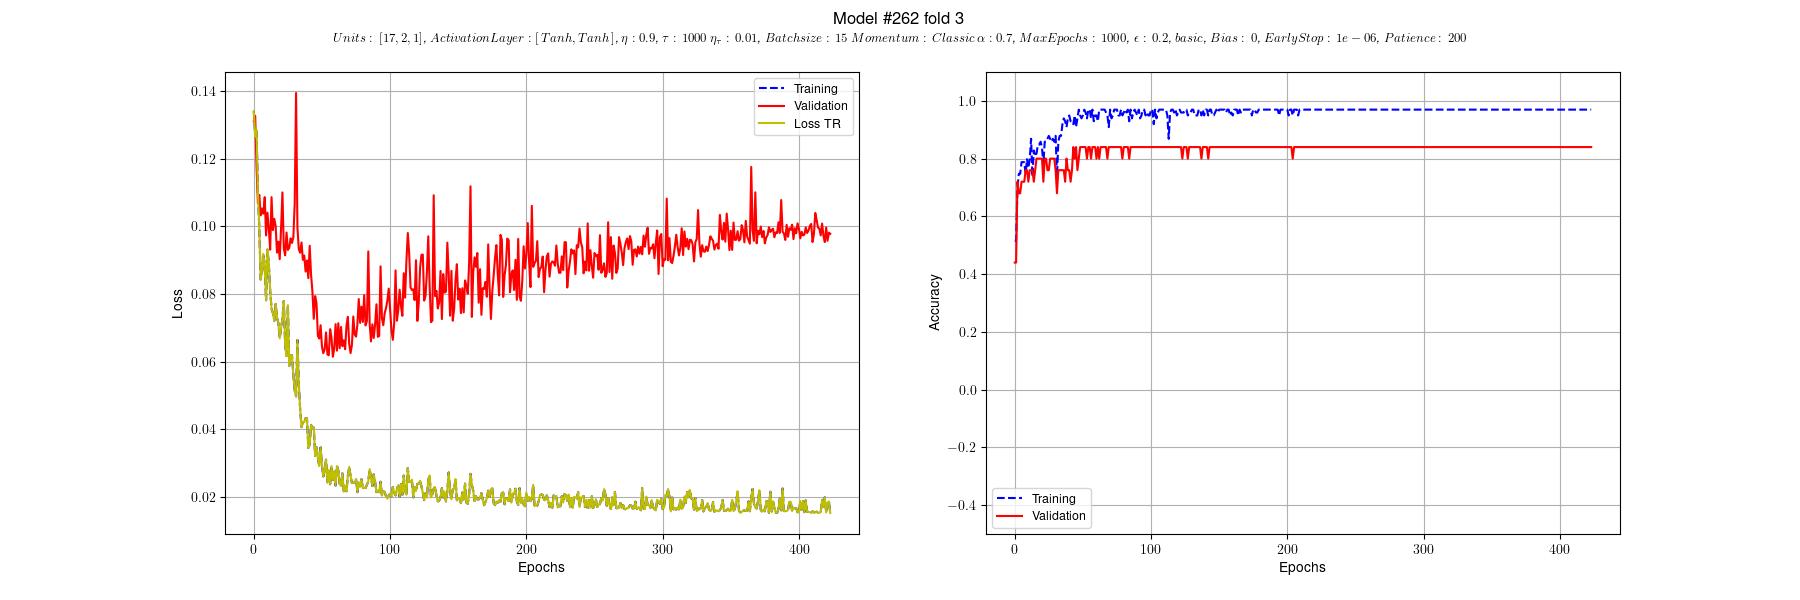 Model #262 fold 3
Units : [17, 2, 1], ActivationLayer : [Tanh, Tanh], η : 0.9, τ : 1000 η_τ : 0.01, Batchsize : 15 Momentum : Classic α : 0.7, MaxEpochs : 1000, ϵ : 0.2, basic, Bias : 0, EarlyStop : 1e − 06, Patience : 200
0.14
0.12
0.10
0.08
0.06
0.04
0.02
Loss
0 100 200 300 400
Epochs
Training
Validation
Loss TR
1.0
0.8
0.6
0.4
0.2
0.0
−0.2
−0.4
Accuracy
0 100 200 300 400
Epochs
Training
Validation